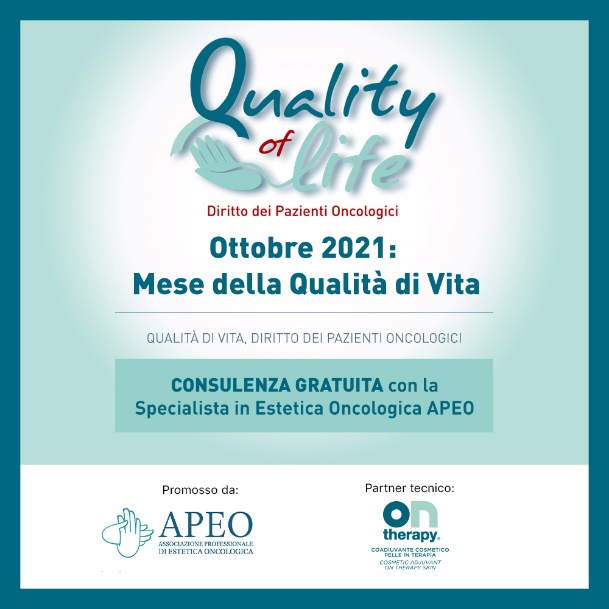 Quality
of life
Diritto dei Pazienti Oncologici
Ottobre 2021:
Mese della Qualità di Vita
QUALITÀ DI VITA, DIRITTO DEI PAZIENTI ONCOLOGICI
CONSULENZA GRATUITA con la
Specialista in Estetica Oncologica APEO
Promosso da:
APEO
ASSOCIAZIONE PROFESSIONALE
DI ESTETICA ONCOLOGICA
Partner tecnico:
on
therapy®
COADIUVANTE COSMETICO
PELLE IN TERAPIA
COSMETIC ADJUVANT
ON THERAPY SKIN